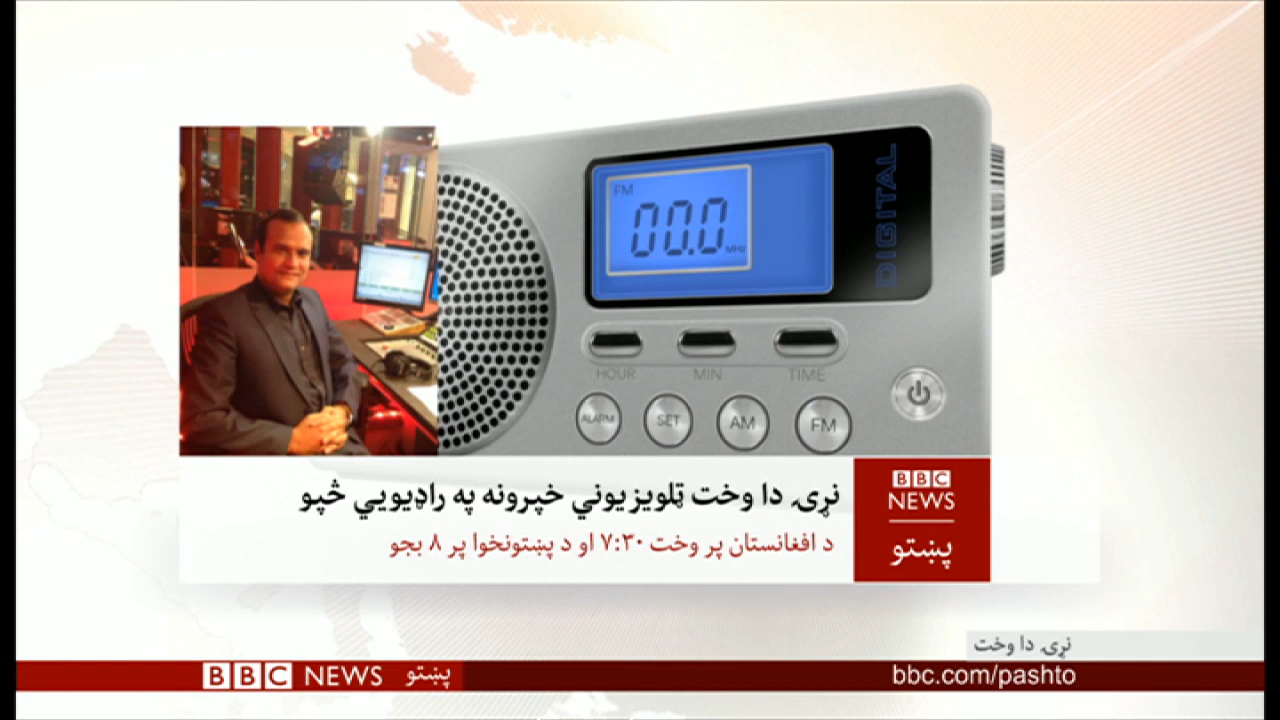 FM
00.0
MHz
DIGITAL
HOUR MIN TIME
ALARM SET AM FM
نړۍ دا وخت ټلويزيوني خپرونه په راډيويي څپو
د افغانستان پر وخت ۷:۳۰ او د پښتونخوا پر ۸ بجو
BBC
NEWS
پښتو
نړۍ دا وخت
BBC NEWS پښتو
bbc.com/pashto